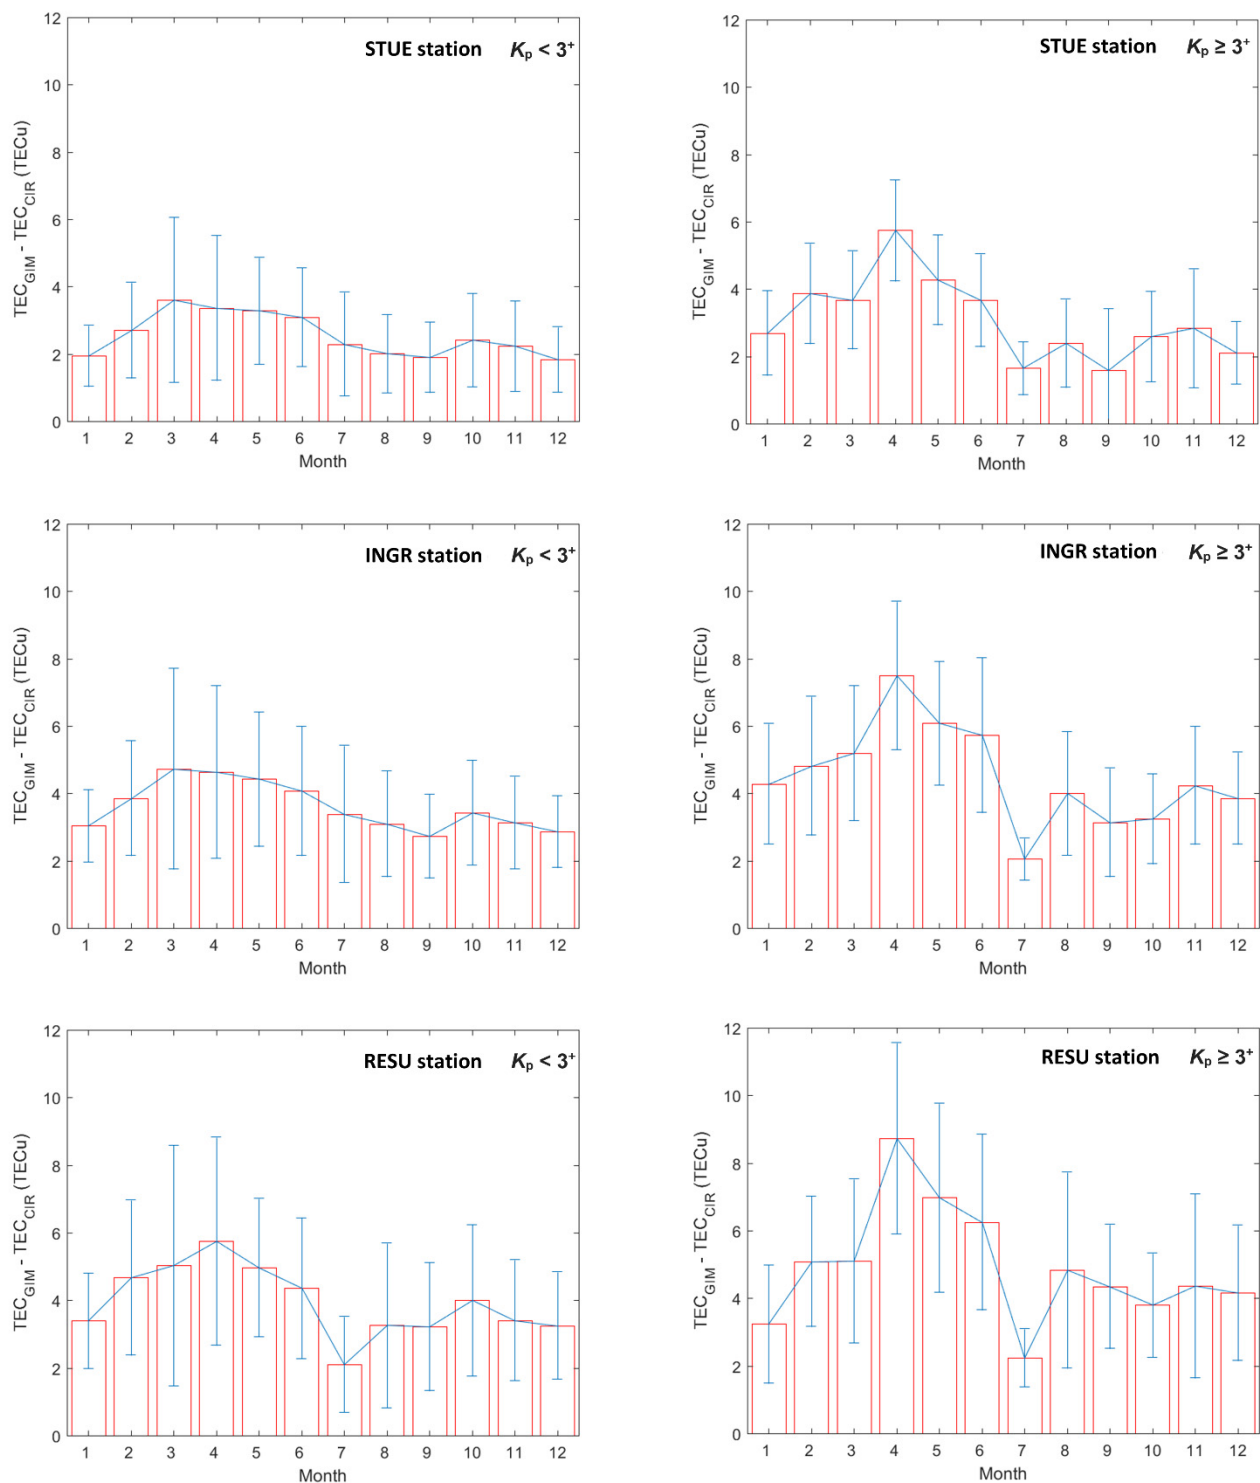 STUE station Kp < 3+
TECGIM - TECCIR (TECu)
12
10
8
6
4
2
0
1 2 3 4 5 6 7 8 9 10 11 12
Month
STUE station Kp ≥ 3+
TECGIM - TECCIR (TECu)
12
10
8
6
4
2
0
1 2 3 4 5 6 7 8 9 10 11 12
Month
INGR station Kp < 3+
TECGIM - TECCIR (TECu)
12
10
8
6
4
2
0
1 2 3 4 5 6 7 8 9 10 11 12
Month
INGR station Kp ≥ 3+
TECGIM - TECCIR (TECu)
12
10
8
6
4
2
0
1 2 3 4 5 6 7 8 9 10 11 12
Month
RESU station Kp < 3+
TECGIM - TECCIR (TECu)
12
10
8
6
4
2
0
1 2 3 4 5 6 7 8 9 10 11 12
Month
RESU station Kp ≥ 3+
TECGIM - TECCIR (TECu)
12
10
8
6
4
2
0
1 2 3 4 5 6 7 8 9 10 11 12
Month